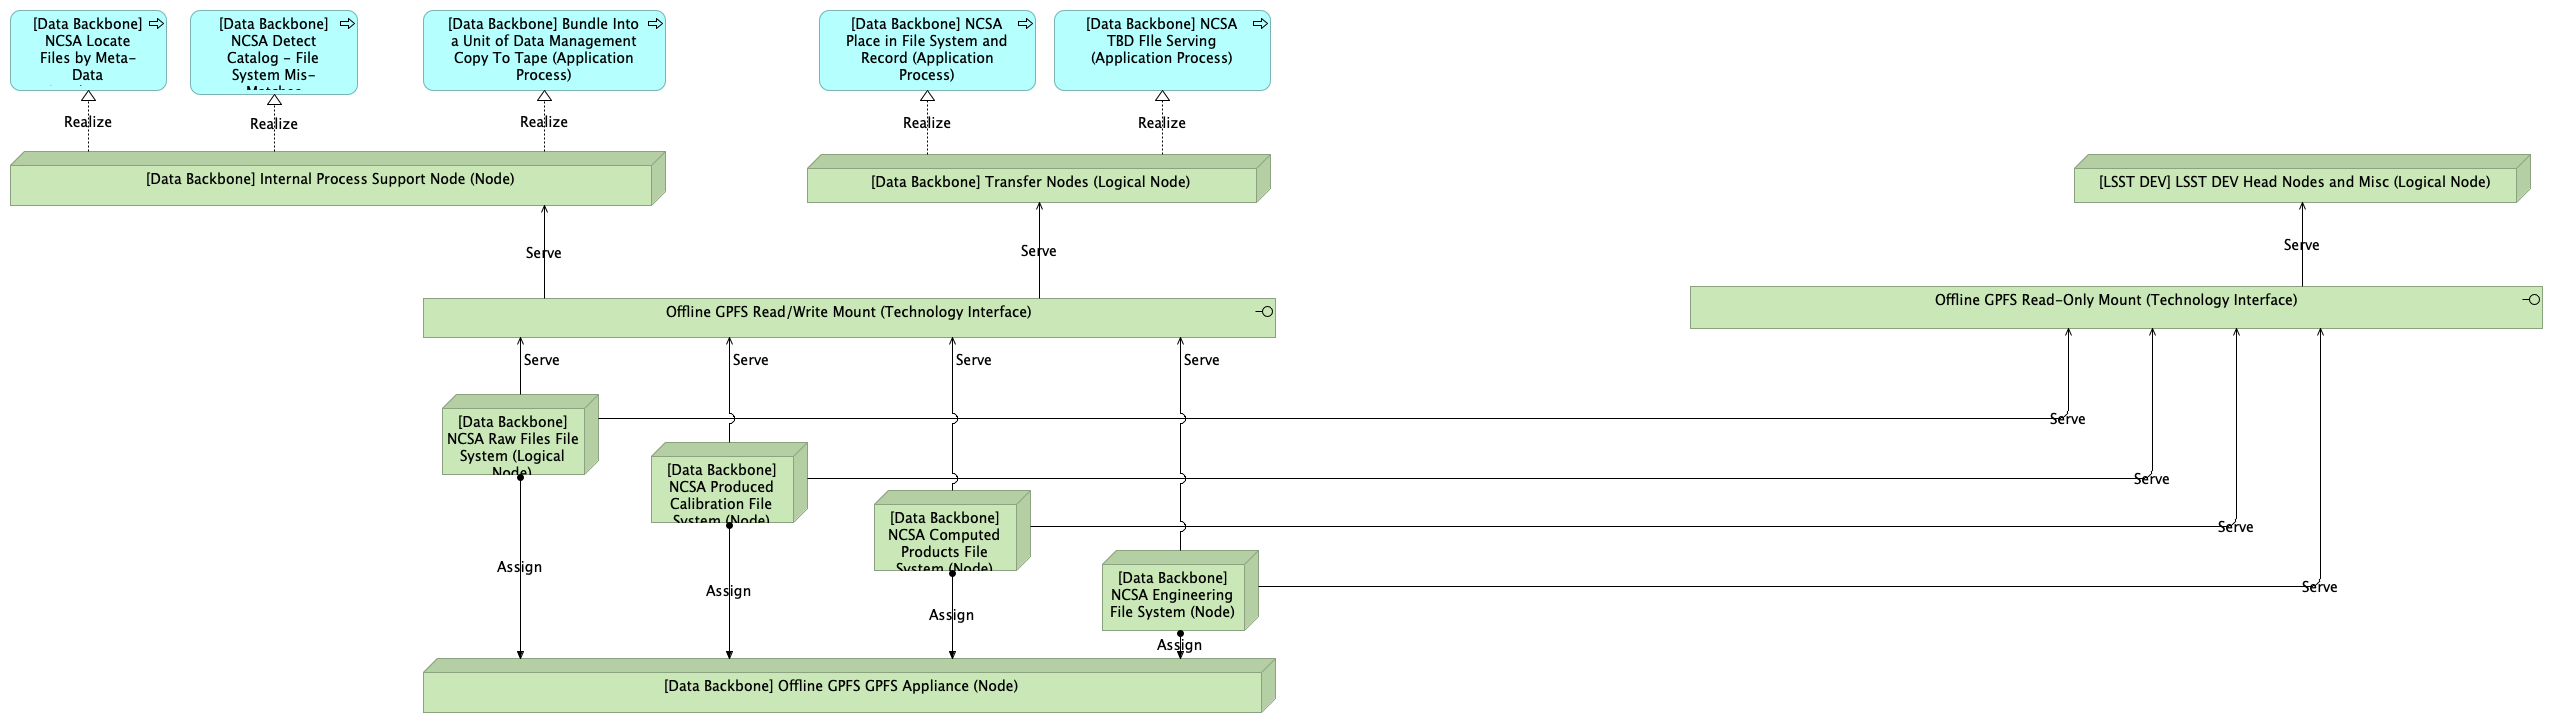 [Data Backbone]
NCSA Locate
Files by Meta-
Data
[Data Backbone]
NCSA Detect
Catalog - File
System Mis-
Matches
[Data Backbone] Bundle Into
a Unit of Data Management
Copy To Tape (Application
Process)
[Data Backbone] NCSA
Place in File System and
Record (Application
Process)
[Data Backbone] NCSA
TBD FIle Serving
(Application Process)
Realize
Realize
Realize
Realize
Realize
[Data Backbone] Internal Process Support Node (Node)
[Data Backbone] Transfer Nodes (Logical Node)
[LSST DEV] LSST DEV Head Nodes and Misc (Logical Node)
Serve
Serve
Serve
Offline GPFS Read/Write Mount (Technology Interface)
Offline GPFS Read-Only Mount (Technology Interface)
Serve
Serve
Serve
Serve
[Data Backbone]
NCSA Raw Files File
System (Logical
Node)
Serve
[Data Backbone]
NCSA Produced
Calibration File
System (Node)
Serve
[Data Backbone]
NCSA Computed
Products File
System (Node)
Serve
[Data Backbone]
NCSA Engineering
File System (Node)
Serve
Assign
Assign
Assign
Assign
[Data Backbone] Offline GPFS GPFS Appliance (Node)